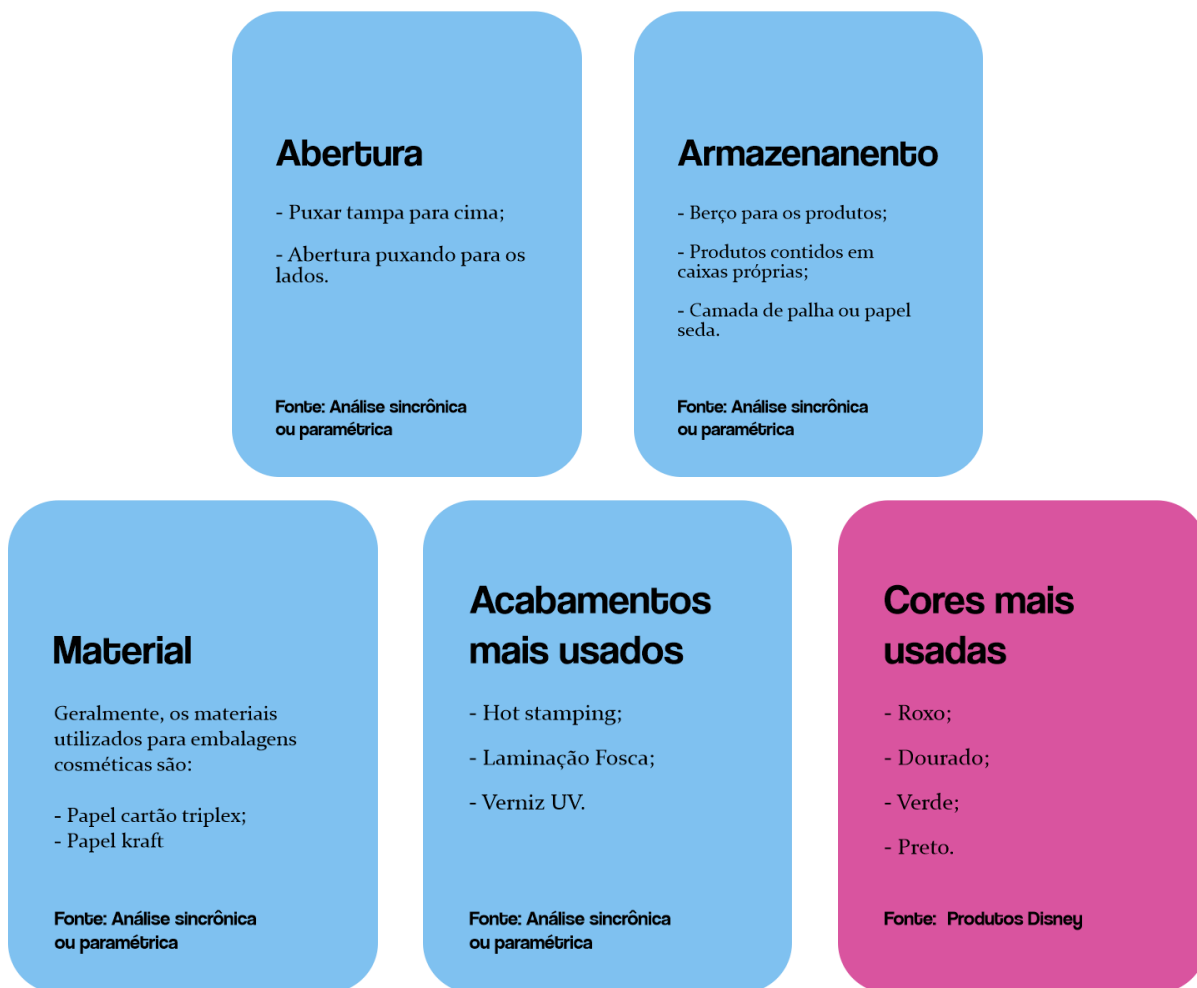 Abertura
- Puxar tampa para cima;
- Abertura puxando para os
lados.
Fonte: Análise sincrônica
ou paramétrica
Armazenanento
- Berço para os produtos;
- Produtos contidos em
caixas próprias;
- Camada de palha ou papel
seda.
Fonte: Análise sincrônica
ou paramétrica
Material
Geralmente, os materiais
utilizados para embalagens
cosméticas são:
- Papel cartão triplex;
- Papel kraft
Fonte: Análise sincrônica
ou paramétrica
Acabamentos
mais usados
- Hot stamping;
- Laminação Fosca;
- Verniz UV.
Fonte: Análise sincrônica
ou paramétrica
Cores mais
usadas
- Roxo;
- Dourado;
- Verde;
- Preto.
Fonte: Produtos Disney